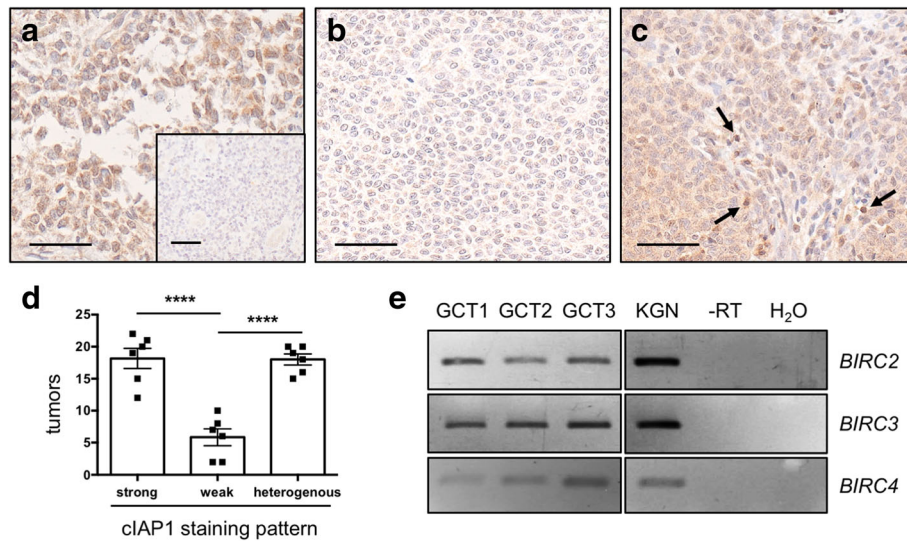 a
b
c
d
****
****
25
20
15
10
5
0
tumors
strong weak heterogenous
cIAP1 staining pattern
e
GCT1 GCT2 GCT3 KGN -RT H₂O
BIRC2
BIRC3
BIRC4